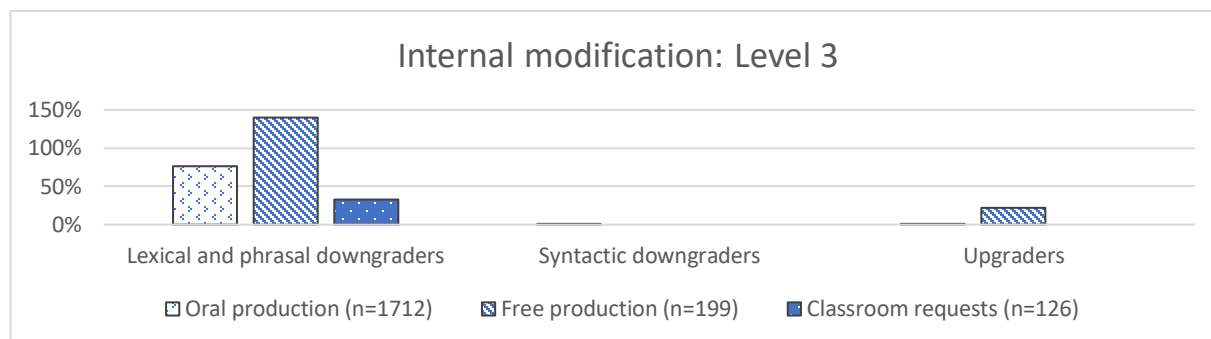 Internal modification: Level 3
150%
100%
50%
0%
Lexical and phrasal downgraders Syntactic downgraders Upgraders
Oral production (n=1712) Free production (n=199) Classroom requests (n=126)